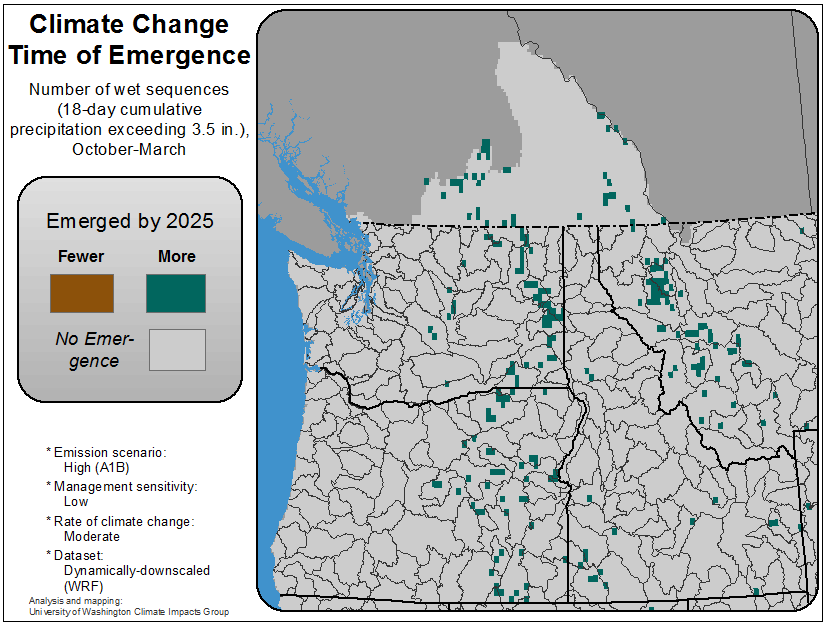 Climate Change
Time of Emergence
Number of wet sequences
(18-day cumulative
precipitation exceeding 3.5 in.),
October-March
Emerged by 2025
Fewer More
No Emer-
gence
* Emission scenario:
High (A1B)
* Management sensitivity:
Low
* Rate of climate change:
Moderate
* Dataset:
Dynamically-downscaled
(WRF)
Analysis and mapping:
University of Washington Climate Impacts Group